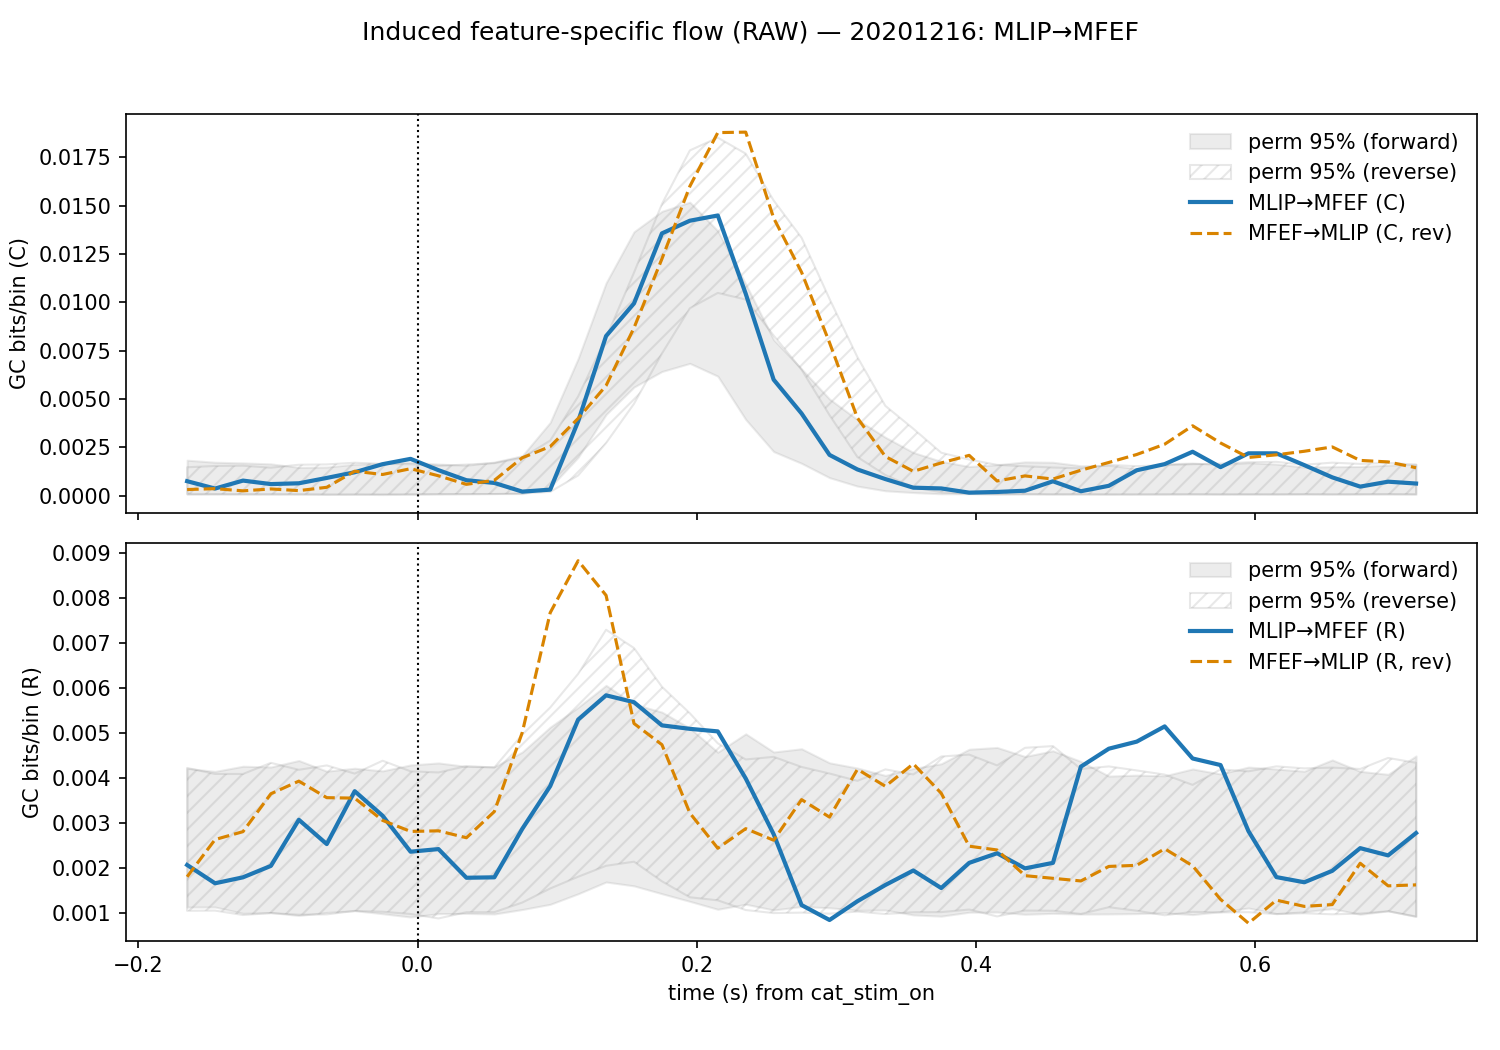 Induced feature-specific flow (RAW) — 20201216: MLIP→MFEF
GC bits/bin (C)
0.0175
0.0150
0.0125
0.0100
0.0075
0.0050
0.0025
0.0000
perm 95% (forward)
perm 95% (reverse)
MLIP→MFEF (C)
MFEF→MLIP (C, rev)
GC bits/bin (R)
0.009
0.008
0.007
0.006
0.005
0.004
0.003
0.002
0.001
perm 95% (forward)
perm 95% (reverse)
MLIP→MFEF (R)
MFEF→MLIP (R, rev)
−0.2 0.0 0.2 0.4 0.6
time (s) from cat_stim_on